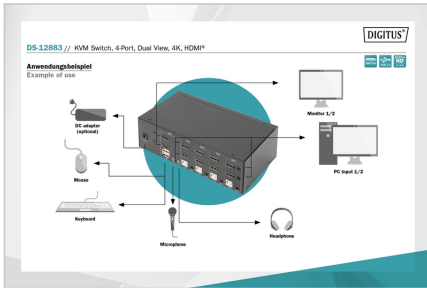 DIGITUS®
DS-12883 // KVM Switch, 4-Port, Dual View, 4K, HDMI®
Anwendungsbeispiel
Example of use
Monitor 1/2
DC adapter
(optional)
PC Input 1/2
Mouse
Keyboard
Microphone
Headphone